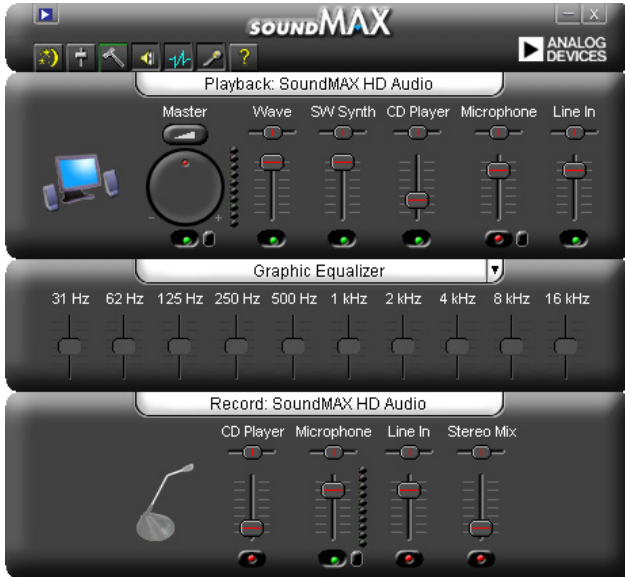 SOUNDMAX
X
ANALOG
DEVICES
?
Playback: SoundMAX HD Audio
Master Wave SW Synth CD Player Microphone Line In
- +
Graphic Equalizer
31 Hz 62 Hz 125 Hz 250 Hz 500 Hz 1 kHz 2 kHz 4 kHz 8 kHz 16 kHz
Record: SoundMAX HD Audio
CD Player Microphone Line In Stereo Mix